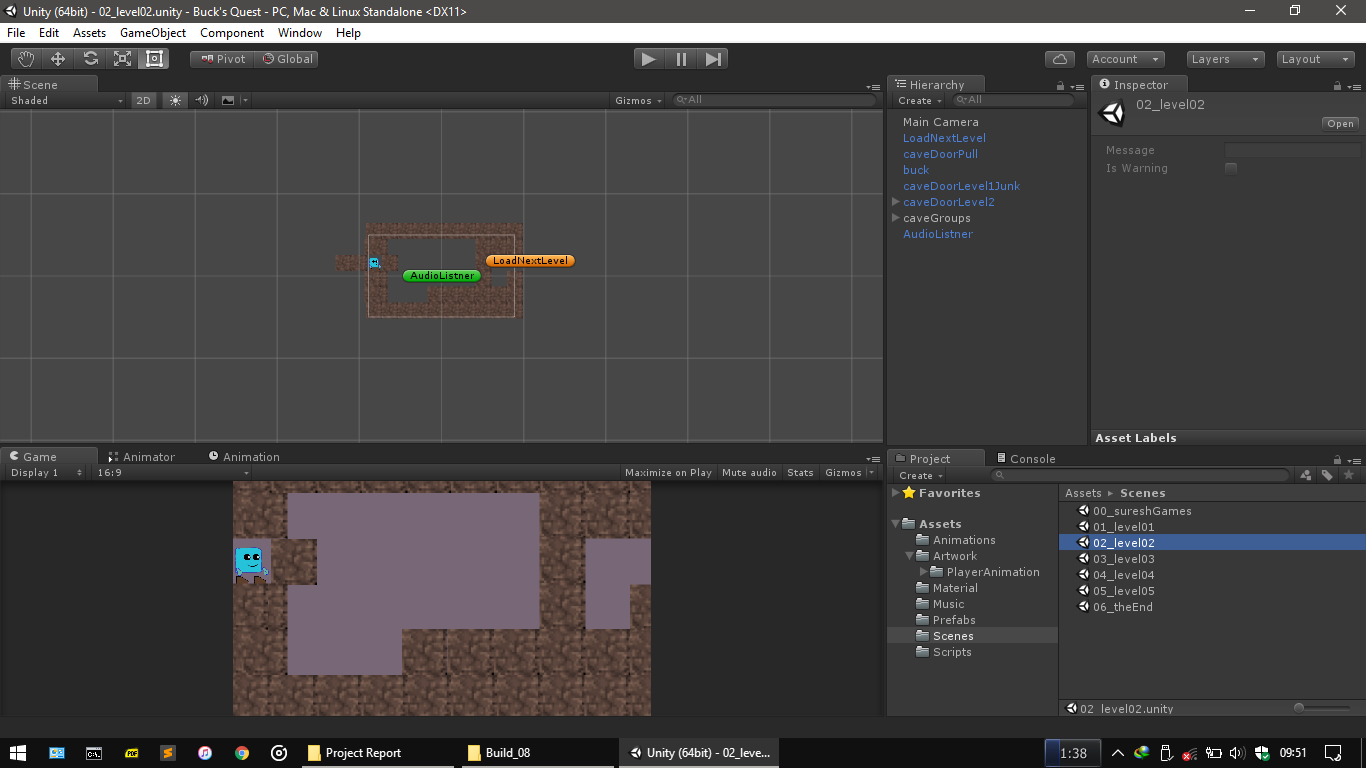 Unity (64bit) - 02_level02.unity - Buck's Quest - PC, Mac & Linux Standalone <DX11>
File Edit Assets GameObject Component Window Help
Pivot Global Account Layers Layout
Scene
Shaded 2D Gizmos All
AudioListner
LoadNextLevel
Hierarchy
Create All
Main Camera
LoadNextLevel
caveDoorPull
buck
caveDoorLevel1Junk
caveDoorLevel2
caveGroups
AudioListner
Inspector
02_level02
Open
Message
Is Warning
Asset Labels
Game Animator Animation
Display 1 16:9 Maximize on Play Mute audio Stats Gizmos
Project Console
Create
Favorites
Assets
Animations
Artwork
PlayerAnimation
Material
Music
Prefabs
Scenes
Scripts
Assets Scenes
00_sureshGames
01_level01
02_level02
03_level03
04_level04
05_level05
06_theEnd
02_level02.unity
Project Report Build_08 Unity (64bit) - 02_leve... 1:38 09:51